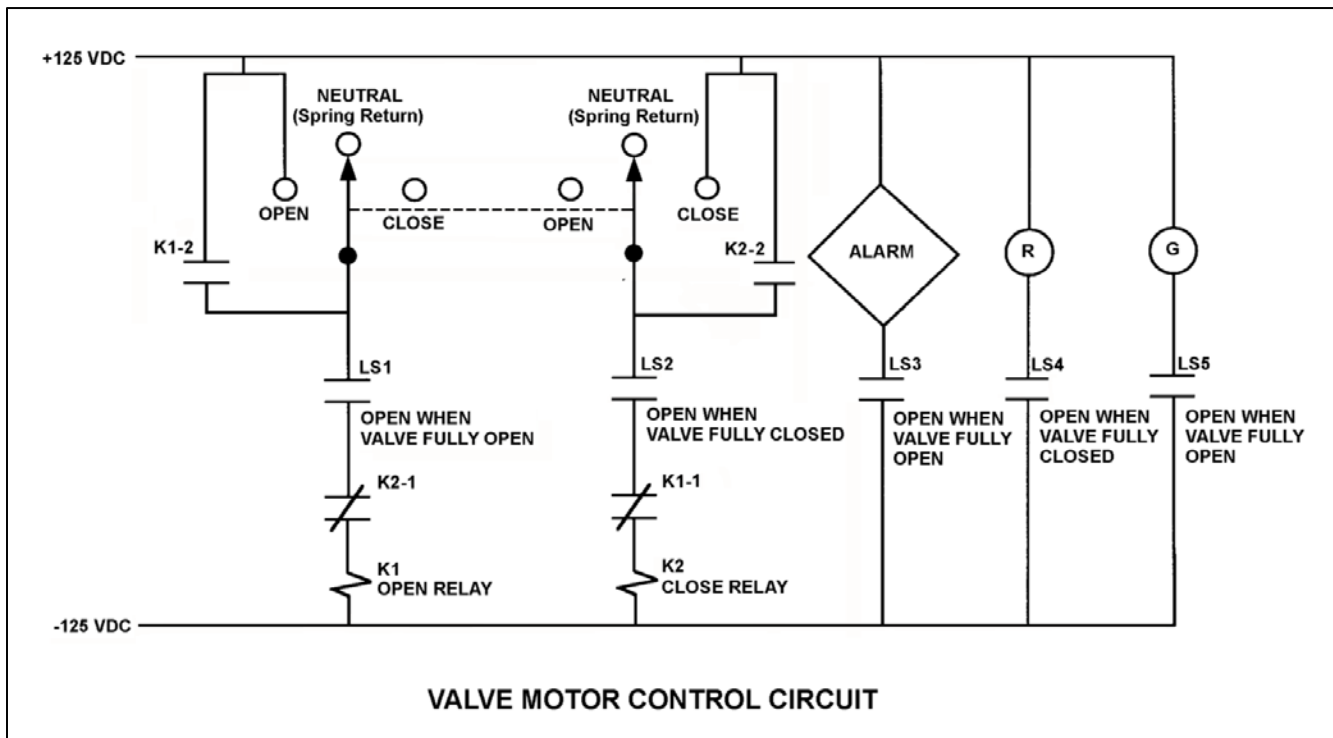 +125 VDC
NEUTRAL
(Spring Return)
NEUTRAL
(Spring Return)
OPEN
CLOSE
OPEN
CLOSE
K1-2
K2-2
ALARM
R
G
LS1
OPEN WHEN
VALVE FULLY OPEN
LS2
OPEN WHEN
VALVE FULLY CLOSED
LS3
OPEN WHEN
VALVE FULLY
OPEN
LS4
OPEN WHEN
VALVE FULLY
CLOSED
LS5
OPEN WHEN
VALVE FULLY
OPEN
K2-1
K1-1
K1
OPEN RELAY
K2
CLOSE RELAY
-125 VDC
VALVE MOTOR CONTROL CIRCUIT